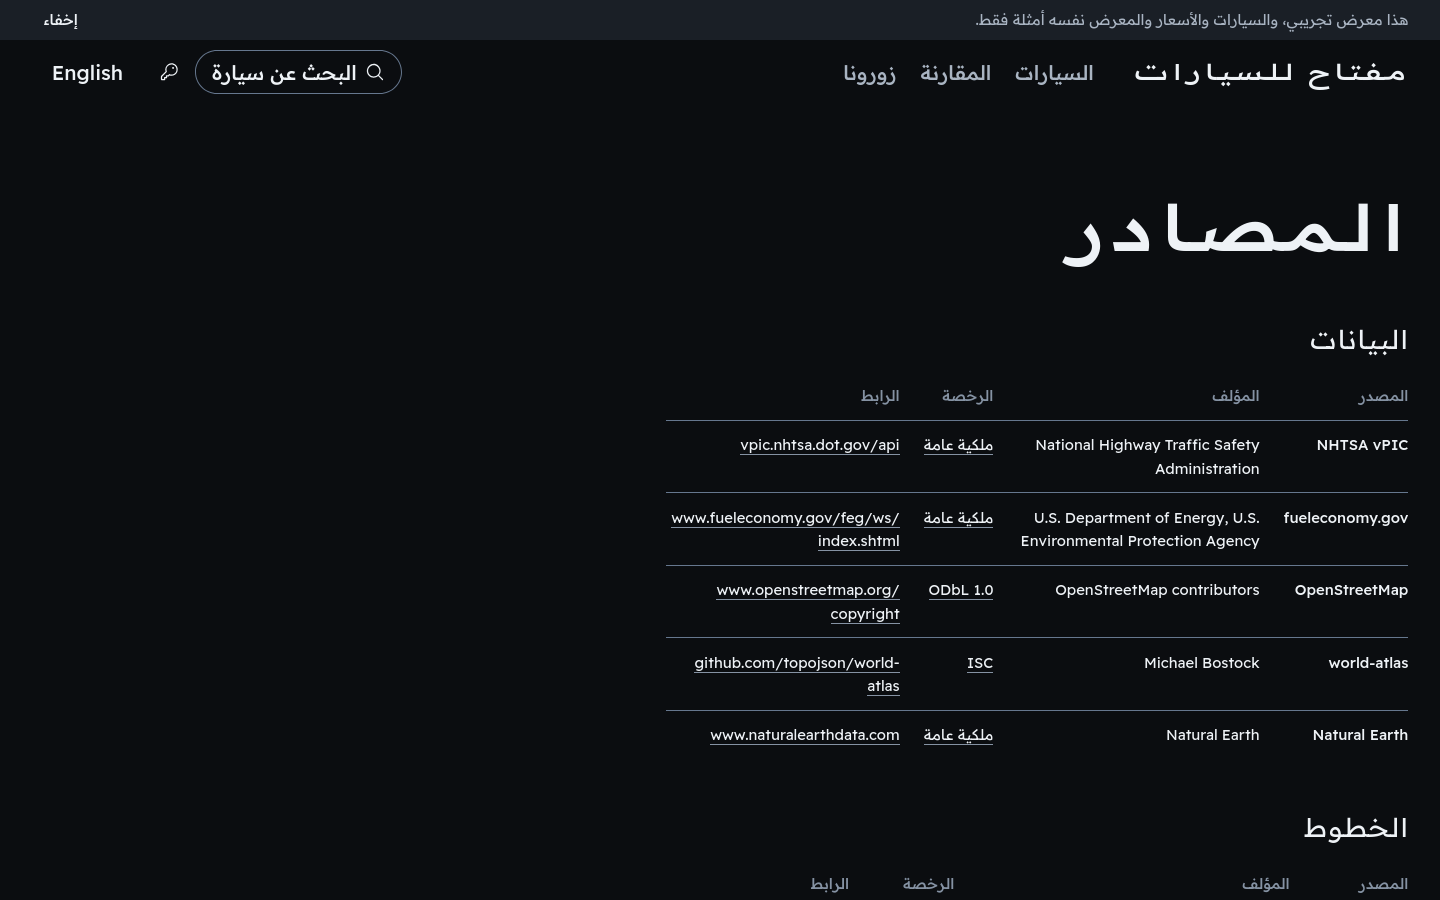 هذا معرض تجريبي، والسيارات والأسعار والمعرض نفسه أمثلة فقط.
إخفاء
مفتاح للسيارات
السيارات
المقارنة
زورونا
البحث عن سيارة
English
المصادر
البيانات
المصدر المؤلف الرخصة الرابط
NHTSA vPIC
National Highway Traffic Safety
Administration
ملكية عامة
vpic.nhtsa.dot.gov/api
fueleconomy.gov
U.S. Department of Energy, U.S.
Environmental Protection Agency
ملكية عامة
www.fueleconomy.gov/feg/ws/
index.shtml
OpenStreetMap
OpenStreetMap contributors
ODbL 1.0
www.openstreetmap.org/
copyright
world-atlas
Michael Bostock
ISC
github.com/topojson/world-
atlas
Natural Earth
Natural Earth
ملكية عامة
www.naturalearthdata.com
الخطوط
المصدر المؤلف الرخصة الرابط